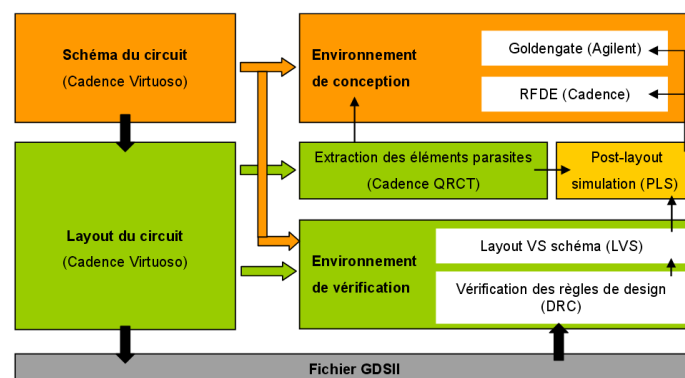 Schéma du circuit
(Cadence Virtuoso)
Environnement
de conception
Goldengate (Agilent)
RFDE (Cadence)
Layout du circuit
(Cadence Virtuoso)
Extraction des éléments parasites
(Cadence QRCT)
Post-layout
simulation (PLS)
Environnement
de vérification
Layout VS schéma (LVS)
Vérification des règles de design
(DRC)
Fichier GDSII